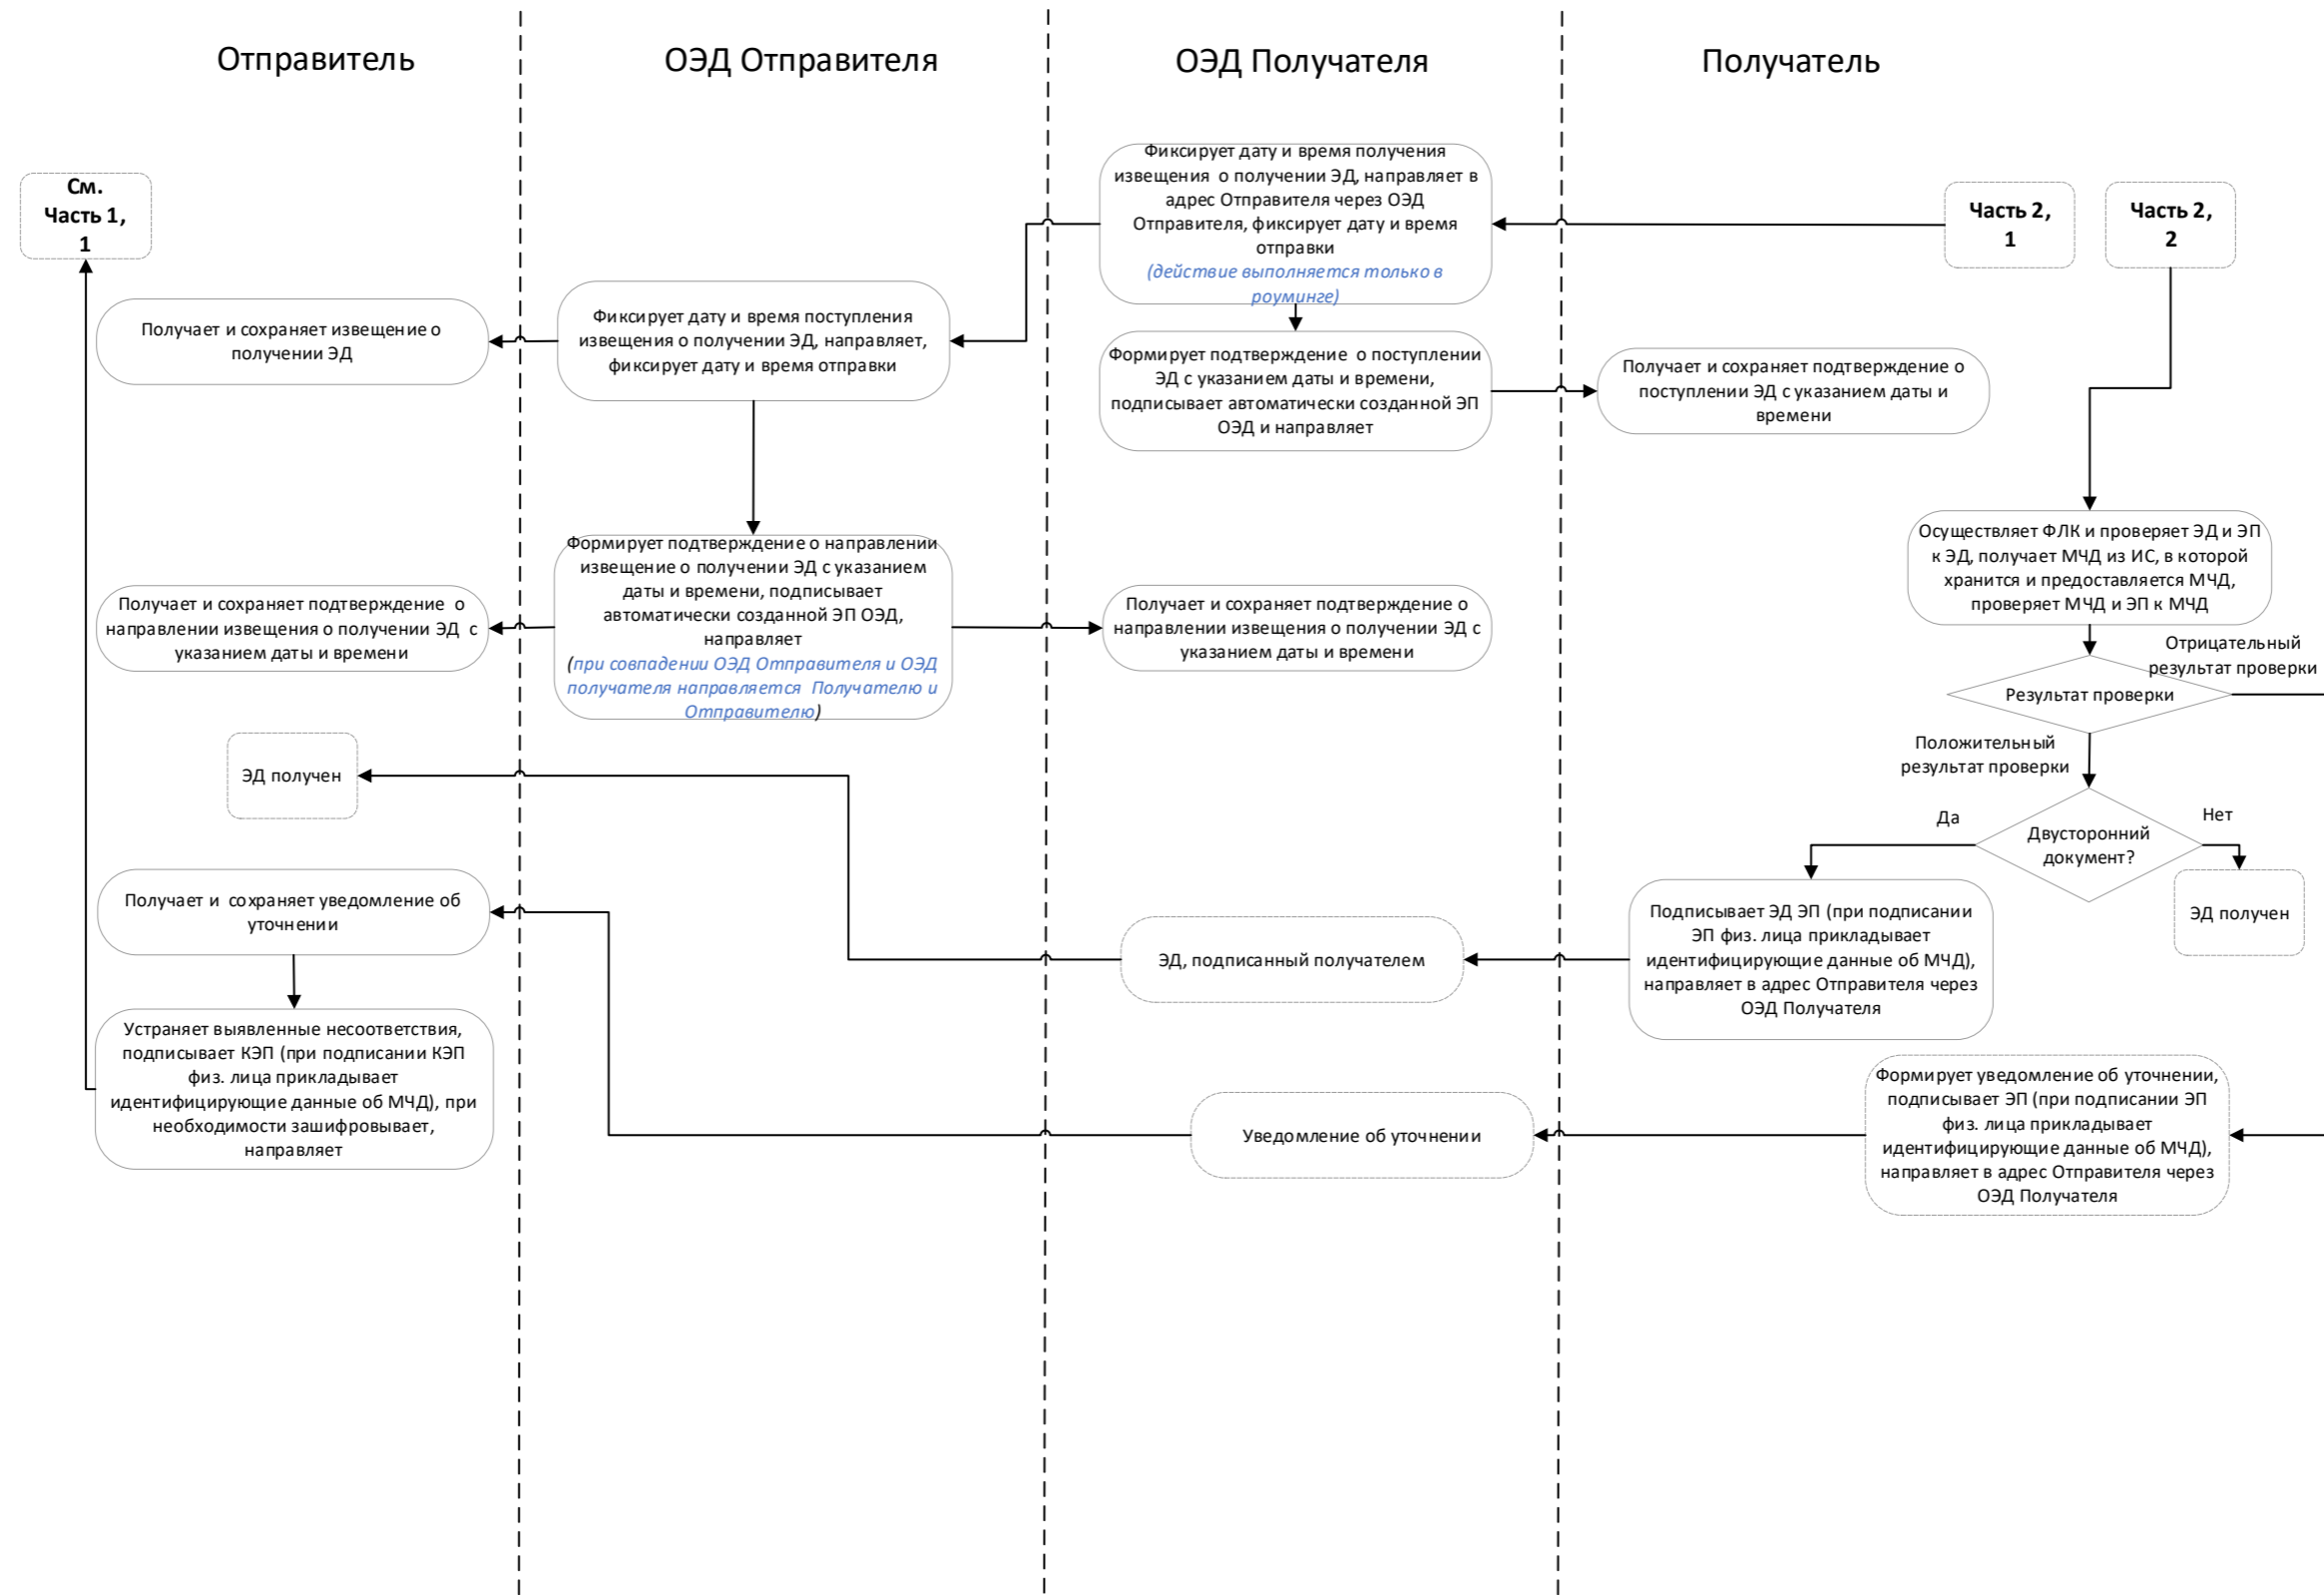 Отправитель
ОЭД Отправителя
ОЭД Получателя
Получатель
См.
Часть 1,
1
Фиксирует дату и время получения
извещения о получении ЭД, направляет в
адрес Отправителя через ОЭД
Отправителя, фиксирует дату и время
отправки
(действие выполняется только в
роуминге)
Часть 2,
1
Часть 2,
2
Получает и сохраняет извещение о
получении ЭД
Фиксирует дату и время поступления
извещения о получении ЭД, направляет,
фиксирует дату и время отправки
Формирует подтверждение о поступлении
ЭД с указанием даты и времени,
подписывает автоматически созданной ЭП
ОЭД и направляет
Получает и сохраняет подтверждение о
поступлении ЭД с указанием даты и
времени
Осуществляет ФЛК и проверяет ЭД и ЭП
к ЭД, получает МЧД из ИС, в которой
хранится и предоставляется МЧД,
проверяет МЧД и ЭП к МЧД
Получает и сохраняет подтверждение о
направлении извещения о получении ЭД с
указанием даты и времени
Формирует подтверждение о направлении
извещение о получении ЭД с указанием
даты и времени, подписывает
автоматически созданной ЭП ОЭД,
направляет
(при совпадении ОЭД Отправителя и ОЭД
получателя направляется Получателю и
Отправителю)
Получает и сохраняет подтверждение о
направлении извещения о получении ЭД с
указанием даты и времени
Отрицательный
результат проверки
Результат проверки
Положительный
результат проверки
ЭД получен
Да
Двусторонний
документ?
Нет
ЭД получен
Получает и сохраняет уведомление об
уточнении
ЭД, подписанный получателем
Подписывает ЭД ЭП (при подписании
ЭП физ. лица прикладывает
идентифицирующие данные об МЧД),
направляет в адрес Отправителя через
ОЭД Получателя
Устраняет выявленные несоответствия,
подписывает КЭП (при подписании КЭП
физ. лица прикладывает
идентифицирующие данные об МЧД), при
необходимости зашифровывает,
направляет
Уведомление об уточнении
Формирует уведомление об уточнении,
подписывает ЭП (при подписании ЭП
физ. лица прикладывает
идентифицирующие данные об МЧД),
направляет в адрес Отправителя через
ОЭД Получателя